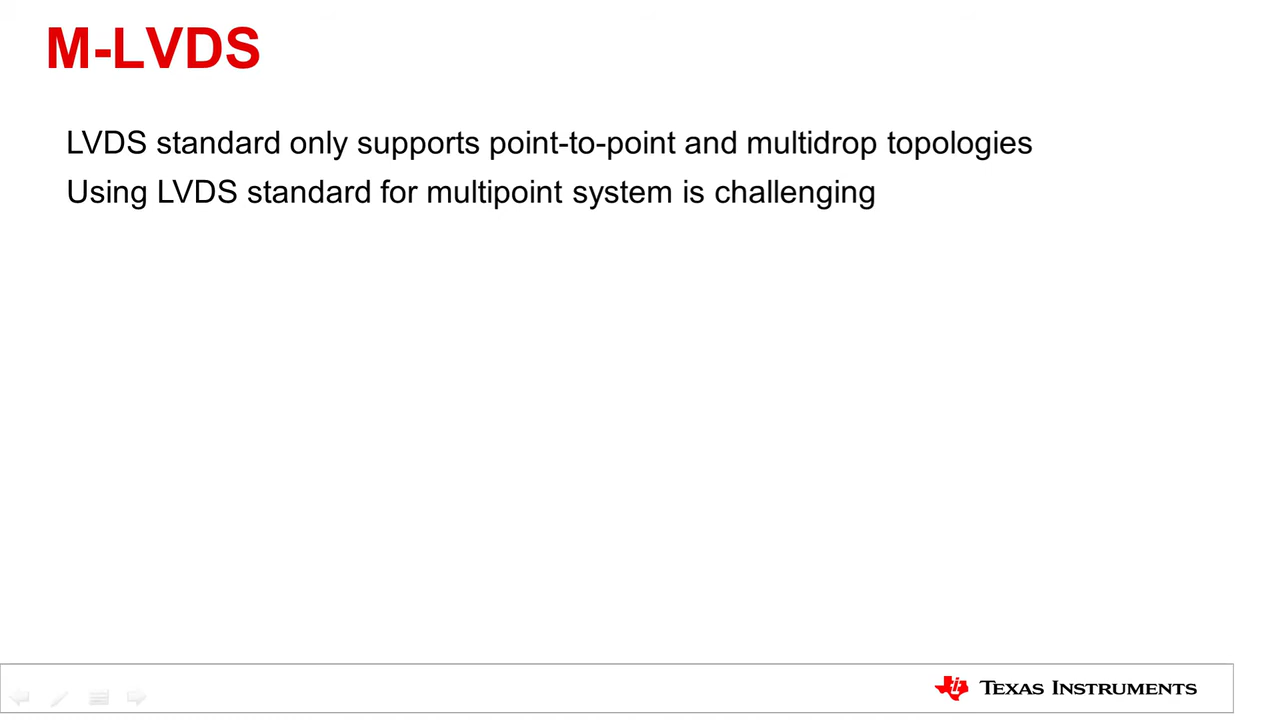 M-LVDS
LVDS standard only supports point-to-point and multidrop topologies
Using LVDS standard for multipoint system is challenging
TEXAS INSTRUMENTS